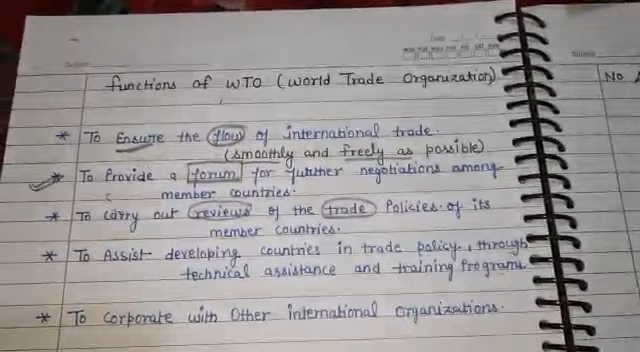 functions of WTO (World Trade Organization)
* To Ensure the flow of international trade.
(smoothly and freely as possible)
* To Provide a forum for further negotiations among
member countries.
* To carry out reviews of the trade Policies of its
member countries.
* To Assist developing countries in trade policy, through
technical assistance and training Programs
* To Corporate with Other international organizations.
No